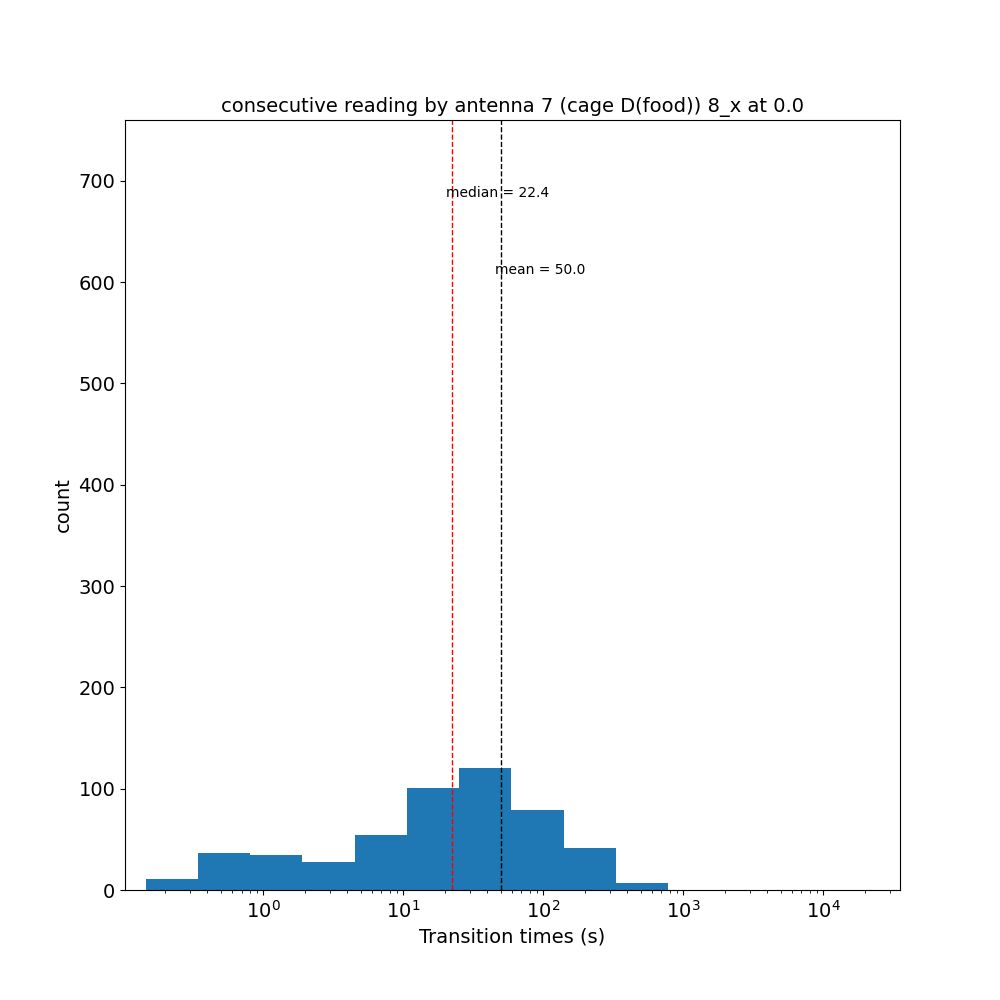 consecutive reading by antenna 7 (cage D(food)) 8_x at 0.0
700
median = 22.4
mean = 50.0
600
500
400
count
300
200
100
0
10⁰ 10¹ 10² 10³ 10⁴
Transition times (s)